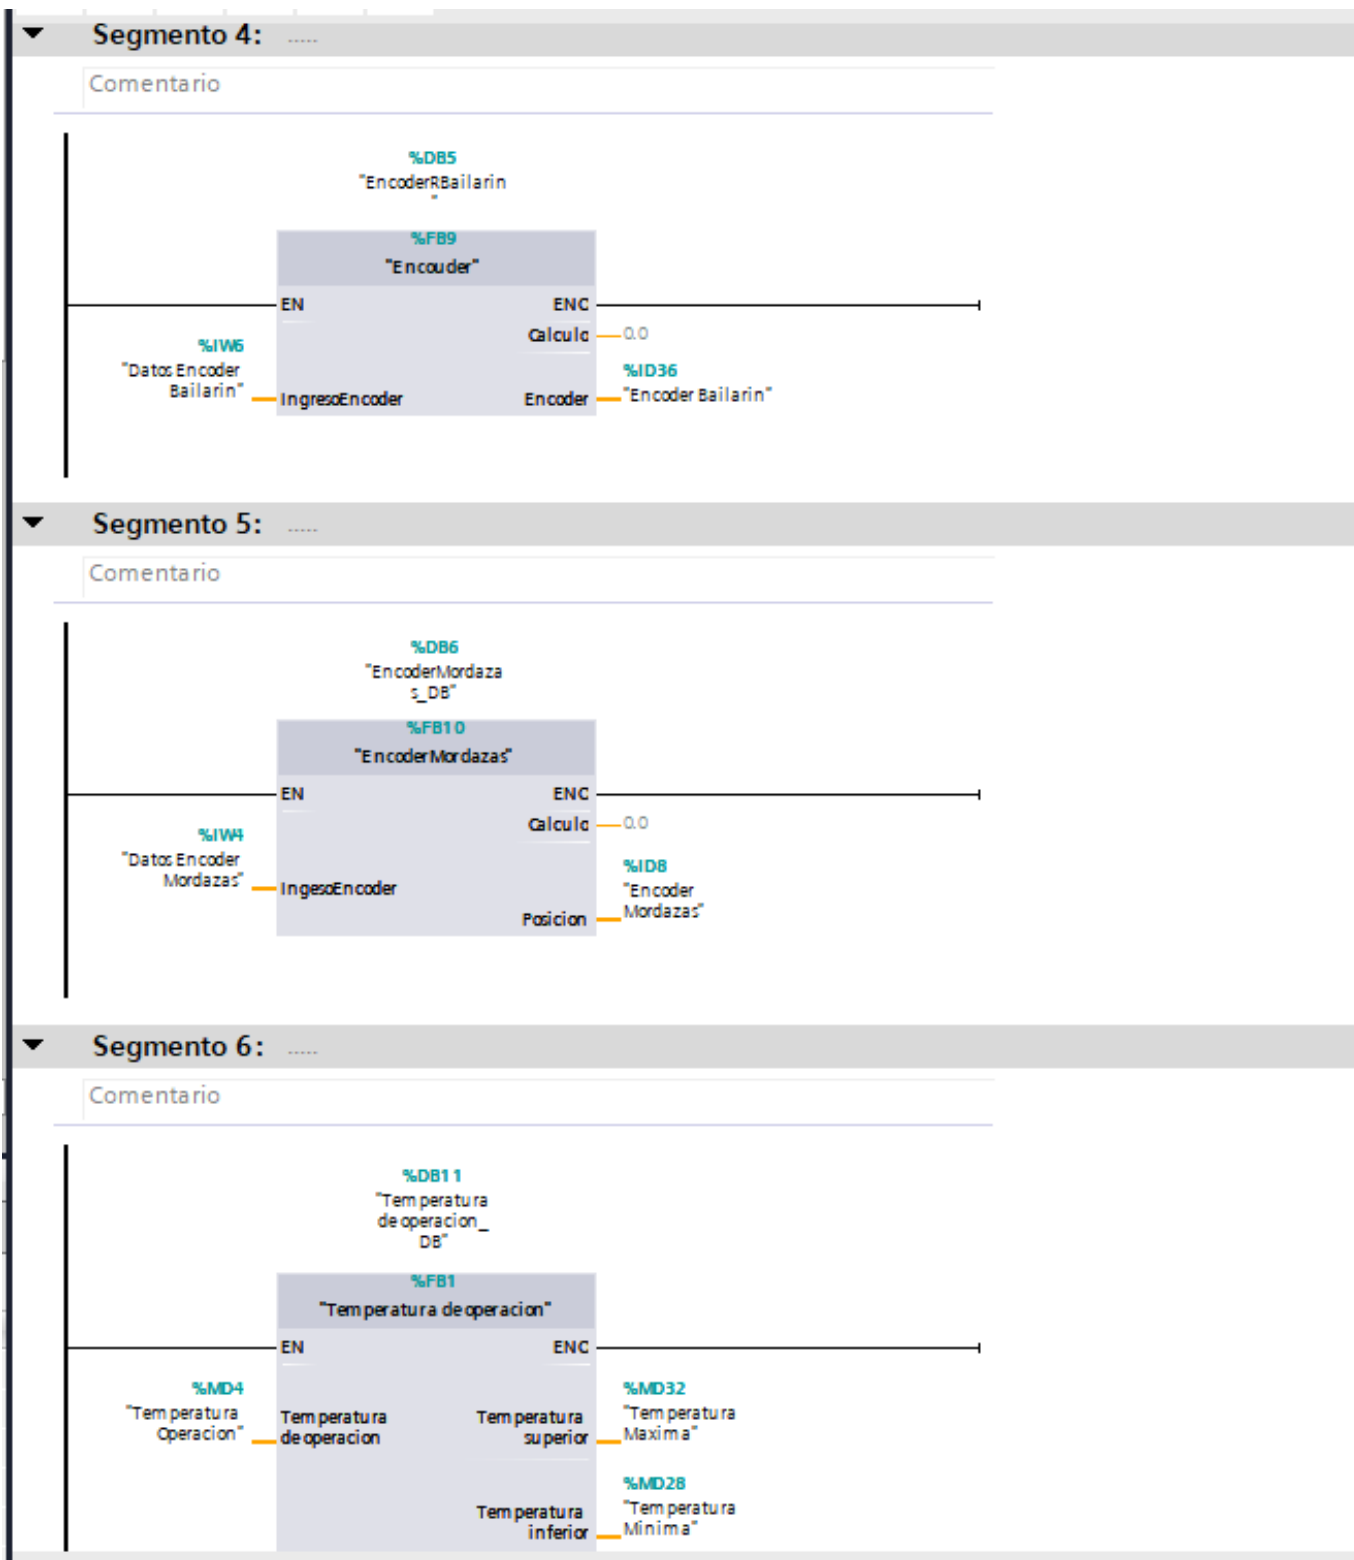 Segmento 4: .....
Comentario
%DB5
"EncoderRBailarin
"
%FB9
"Encouder"
EN
ENO
Calculo
0.0
%IW6
"Datos Encoder
Bailarin"
IngresoEncoder
Encoder
%ID36
"Encoder Bailarin"
Segmento 5: .....
Comentario
%DB6
"EncoderMordaza
s_DB"
%FB10
"EncoderMordazas"
EN
ENO
Calculo
0.0
%IW4
"Datos Encoder
Mordazas"
IngesoEncoder
Posicion
%ID8
"Encoder
Mordazas"
Segmento 6: .....
Comentario
%DB11
"Temperatura
de operacion_
DB"
%FB1
"Temperatura de operacion"
EN
ENO
%MD4
"Temperatura
Operacion"
Temperatura
de operacion
Temperatura
superior
%MD32
"Temperatura
Maxima"
Temperatura
inferior
%MD28
"Temperatura
Minima"